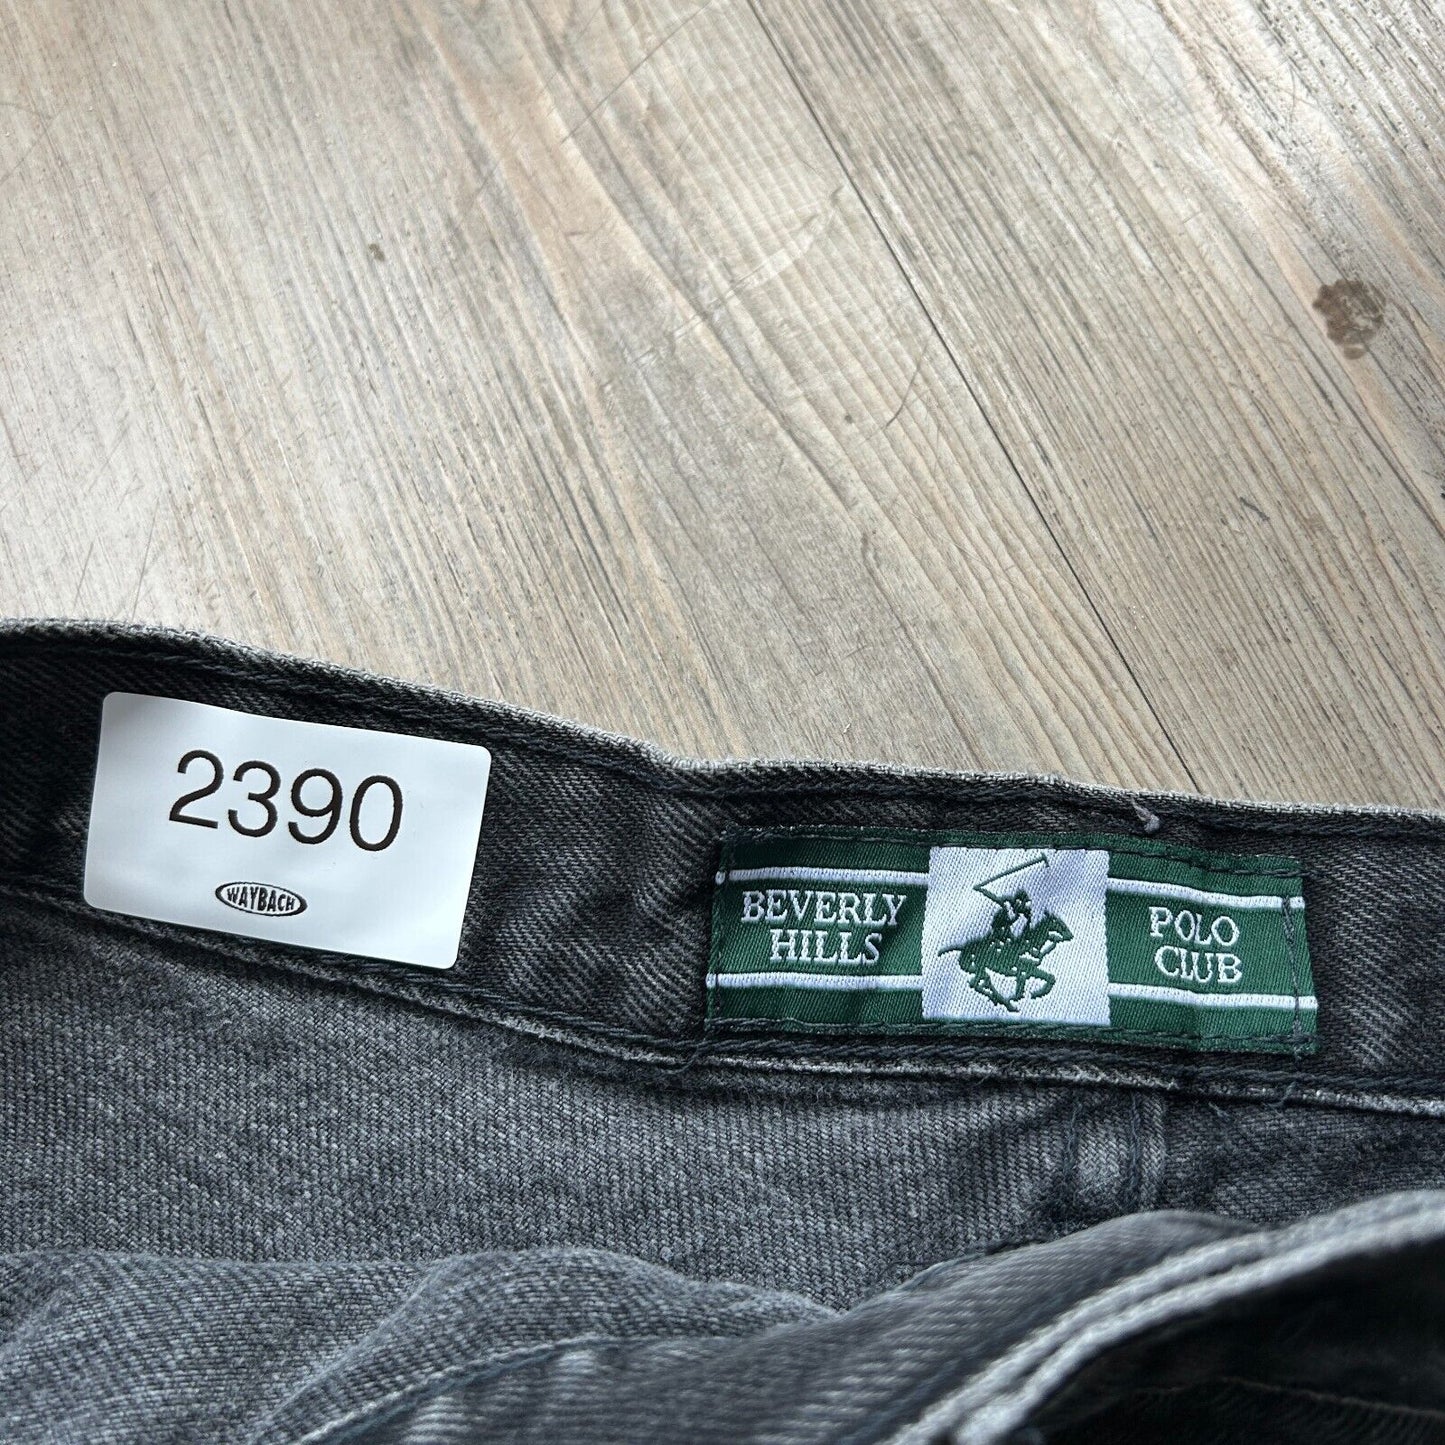 2390
WAYBACH
BEVERLY
HILLS
POLO
CLUB